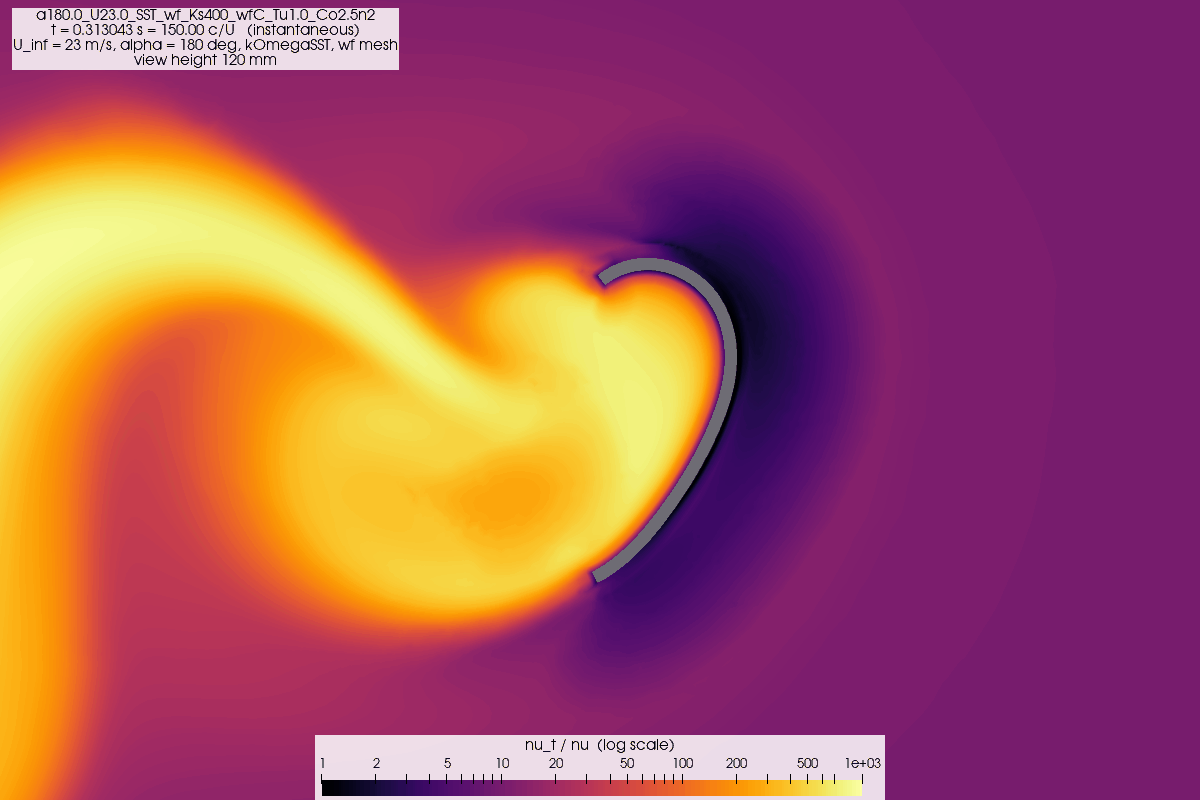 a180.0_U23.0_SST_wf_Ks400_wfC_Tu1.0_Co2.5n2
t = 0.313043 s = 150.00 c/U (instantaneous)
U_inf = 23 m/s, alpha = 180 deg, kOmegaSST, wf mesh
view height 120 mm
nu_t / nu (log scale)
1 2 5 10 20 50 100 200 500 1e+03